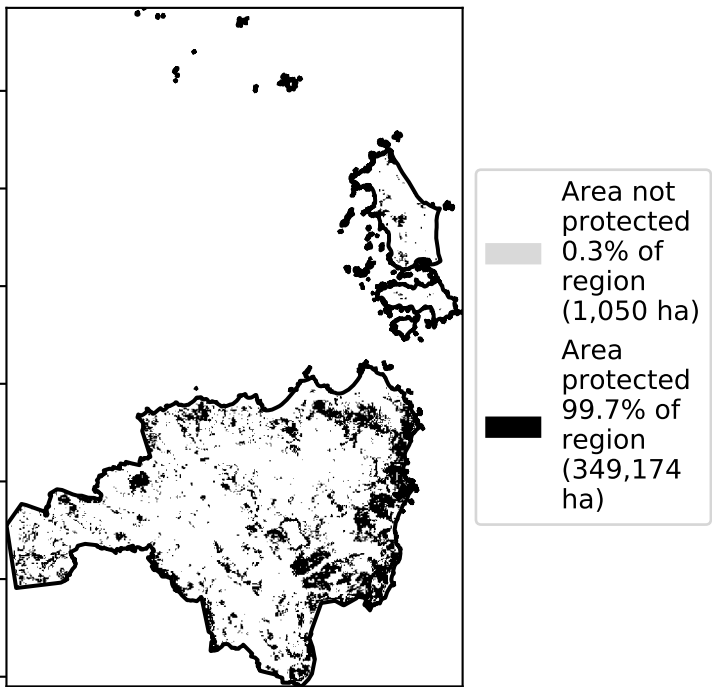 Area not
protected
0.3% of
region
(1,050 ha)
Area
protected
99.7% of
region
(349,174
ha)